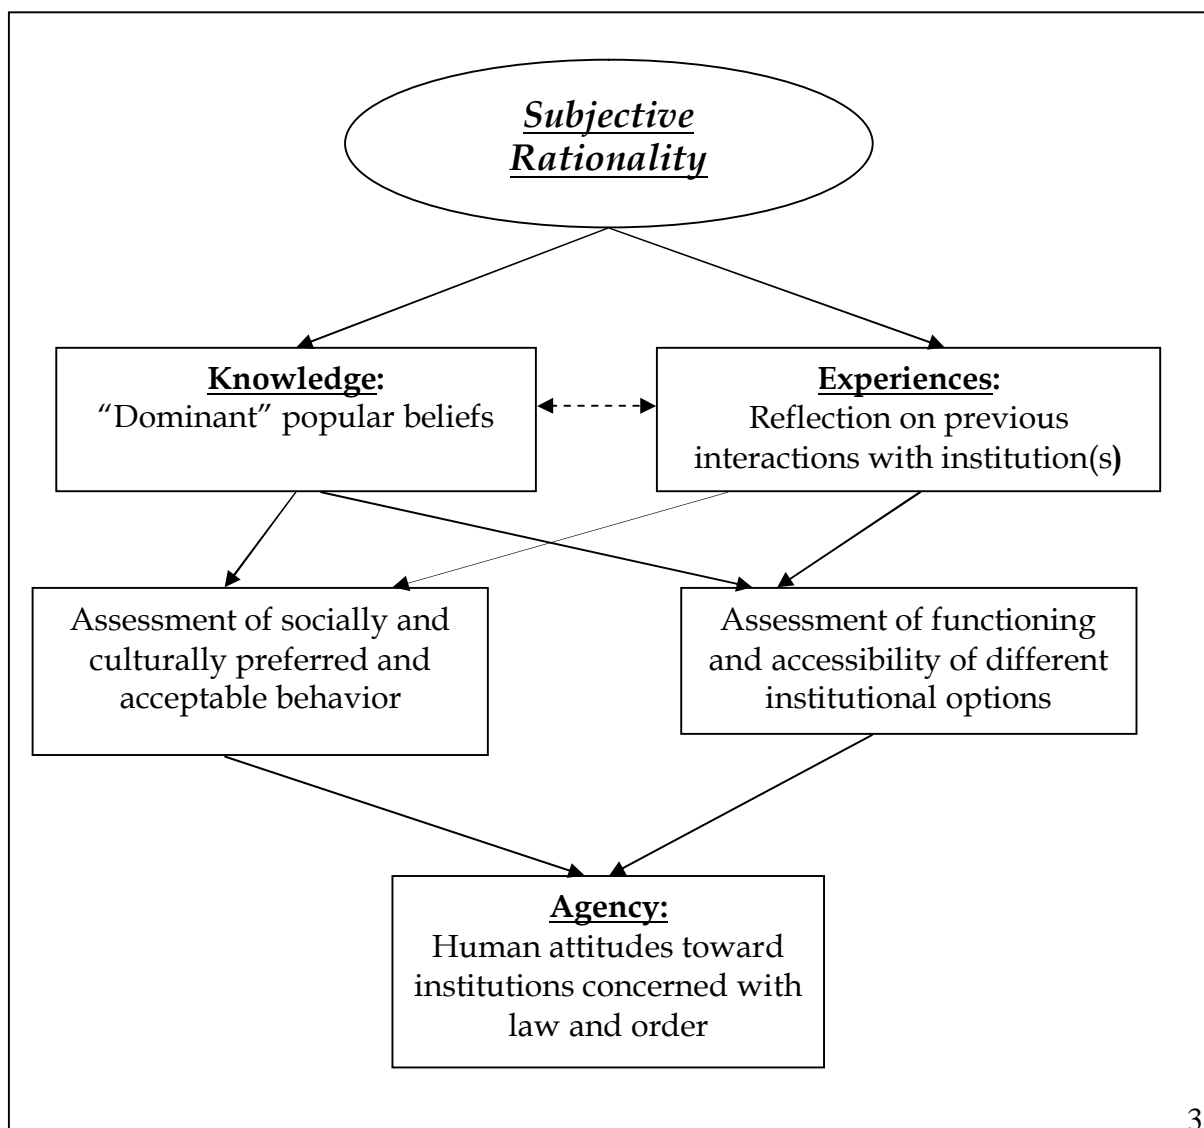 Subjective
Rationality
Knowledge:
“Dominant” popular beliefs
Experiences:
Reflection on previous
interactions with institution(s)
Assessment of socially and
culturally preferred and
acceptable behavior
Assessment of functioning
and accessibility of different
institutional options
Agency:
Human attitudes toward
institutions concerned with
law and order
3